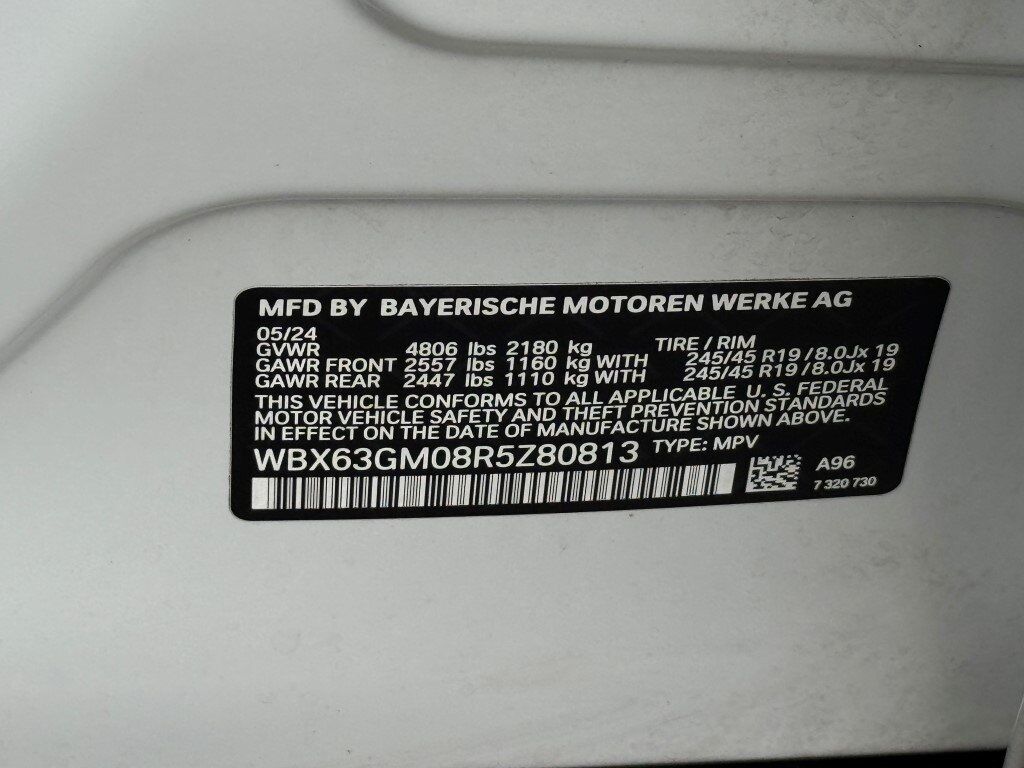 MFD BY BAYERISCHE MOTOREN WERKE AG
05/24
GVWR 4806 lbs 2180 kg TIRE / RIM
GAWR FRONT 2557 lbs 1160 kg WITH 245/45 R19 / 8.0Jx 19
GAWR REAR 2447 lbs 1110 kg WITH 245/45 R19 / 8.0Jx 19
THIS VEHICLE CONFORMS TO ALL APPLICABLE U. S. FEDERAL
MOTOR VEHICLE SAFETY AND THEFT PREVENTION STANDARDS
IN EFFECT ON THE DATE OF MANUFACTURE SHOWN ABOVE.
WBX63GM08R5Z80813 TYPE: MPV
A96
7 320 730